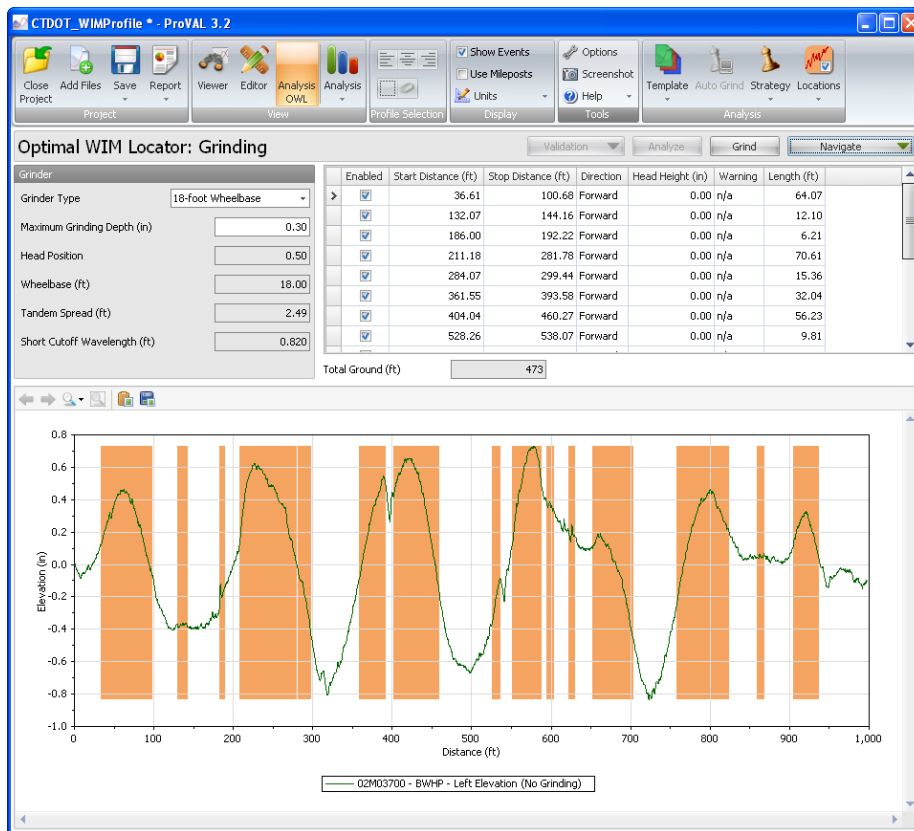 CTDOT_WIMProfile * - ProVAL 3.2
Close Project
Add Files
Save
Report
Project
Viewer
Editor
Analysis OWL
Analysis
View
Profile Selection
Show Events
Use Mileposts
Units
Display
Options
Screenshot
Help
Tools
Template
Auto Grind
Strategy
Locations
Analysis
Optimal WIM Locator: Grinding
Validation
Analyze
Grind
Navigate
Grinder
Grinder Type 18-foot Wheelbase
Maximum Grinding Depth (in) 0.30
Head Position 0.50
Wheelbase (ft) 18.00
Tandem Spread (ft) 2.49
Short Cutoff Wavelength (ft) 0.820
Enabled Start Distance (ft) Stop Distance (ft) Direction Head Height (in) Warning Length (ft)
36.61 100.68 Forward 0.00 n/a 64.07
132.07 144.16 Forward 0.00 n/a 12.10
186.00 192.22 Forward 0.00 n/a 6.21
211.18 281.78 Forward 0.00 n/a 70.61
284.07 299.44 Forward 0.00 n/a 15.36
361.55 393.58 Forward 0.00 n/a 32.04
404.04 460.27 Forward 0.00 n/a 56.23
528.26 538.07 Forward 0.00 n/a 9.81
Total Ground (ft) 473
0.8
0.6
0.4
0.2
0.0
-0.2
-0.4
-0.6
-0.8
-1.0
Elevation (in)
0 100 200 300 400 500 600 700 800 900 1,000
Distance (ft)
02M03700 - BWHP - Left Elevation (No Grinding)